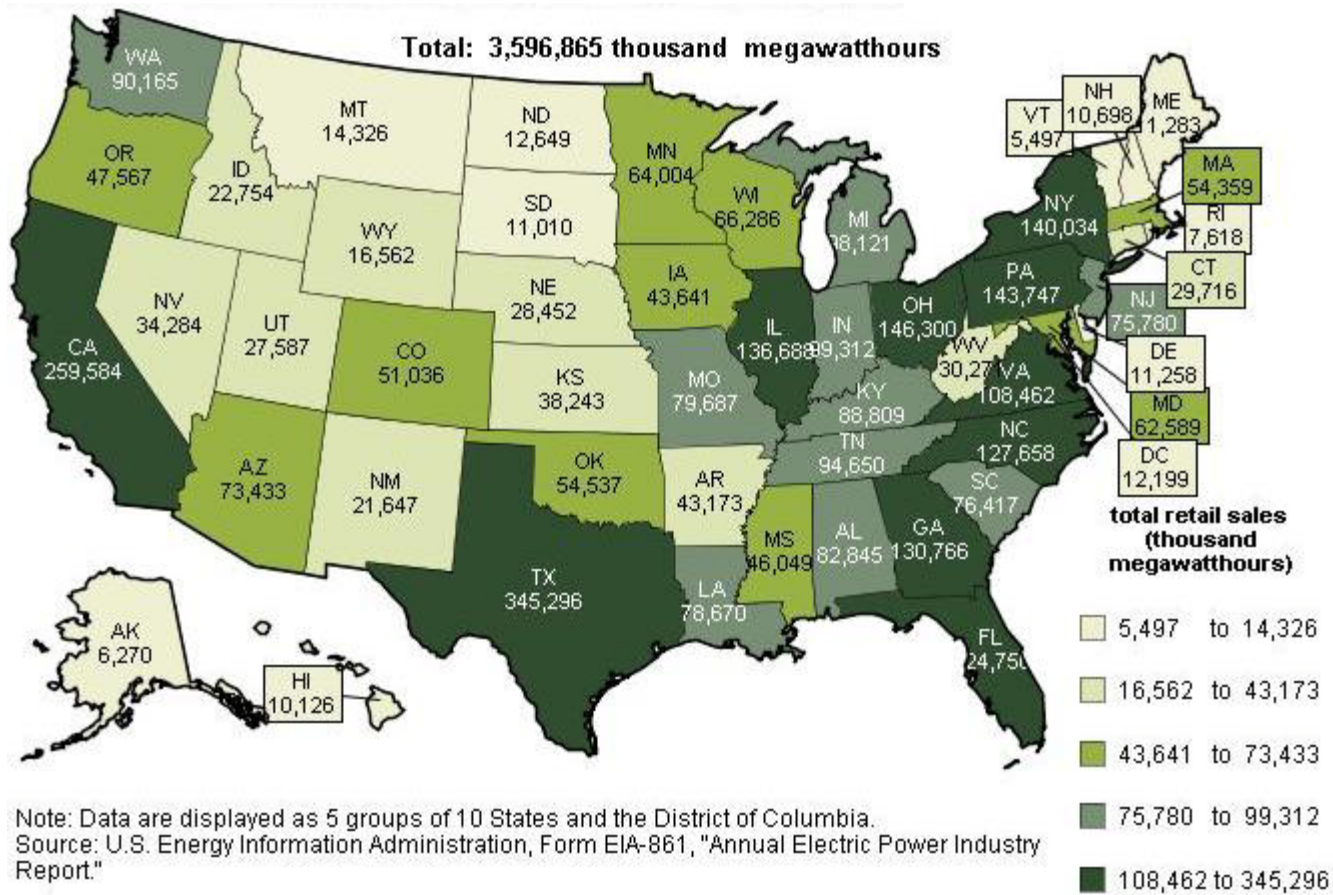 Total: 3,596,865 thousand megawatthours
WA
90,165
OR
47,567
CA
259,584
ID
22,754
NV
34,284
UT
27,587
AZ
73,433
MT
14,326
WY
16,562
CO
51,036
NM
21,647
ND
12,649
SD
11,010
NE
28,452
KS
38,243
OK
54,537
TX
345,296
MN
64,004
IA
43,641
MO
79,687
AR
43,173
LA
78,670
WI
66,286
IL
136,688
MS
46,049
MI
IN
99,312
KY
88,809
TN
94,650
AL
82,845
OH
146,300
WV
GA
130,766
FL
SC
76,417
NC
127,658
VA
108,462
PA
143,747
NY
140,034
VT
5,497
NH
10,698
ME
1,283
MA
54,359
RI
7,618
CT
29,716
NJ
75,780
DE
11,258
MD
62,589
DC
12,199
AK
6,270
HI
10,126
total retail sales
(thousand
megawatthours)
5,497 to 14,326
16,562 to 43,173
43,641 to 73,433
75,780 to 99,312
108,462 to 345,296
Note: Data are displayed as 5 groups of 10 States and the District of Columbia.
Source: U.S. Energy Information Administration, Form EIA-861, "Annual Electric Power Industry
Report."